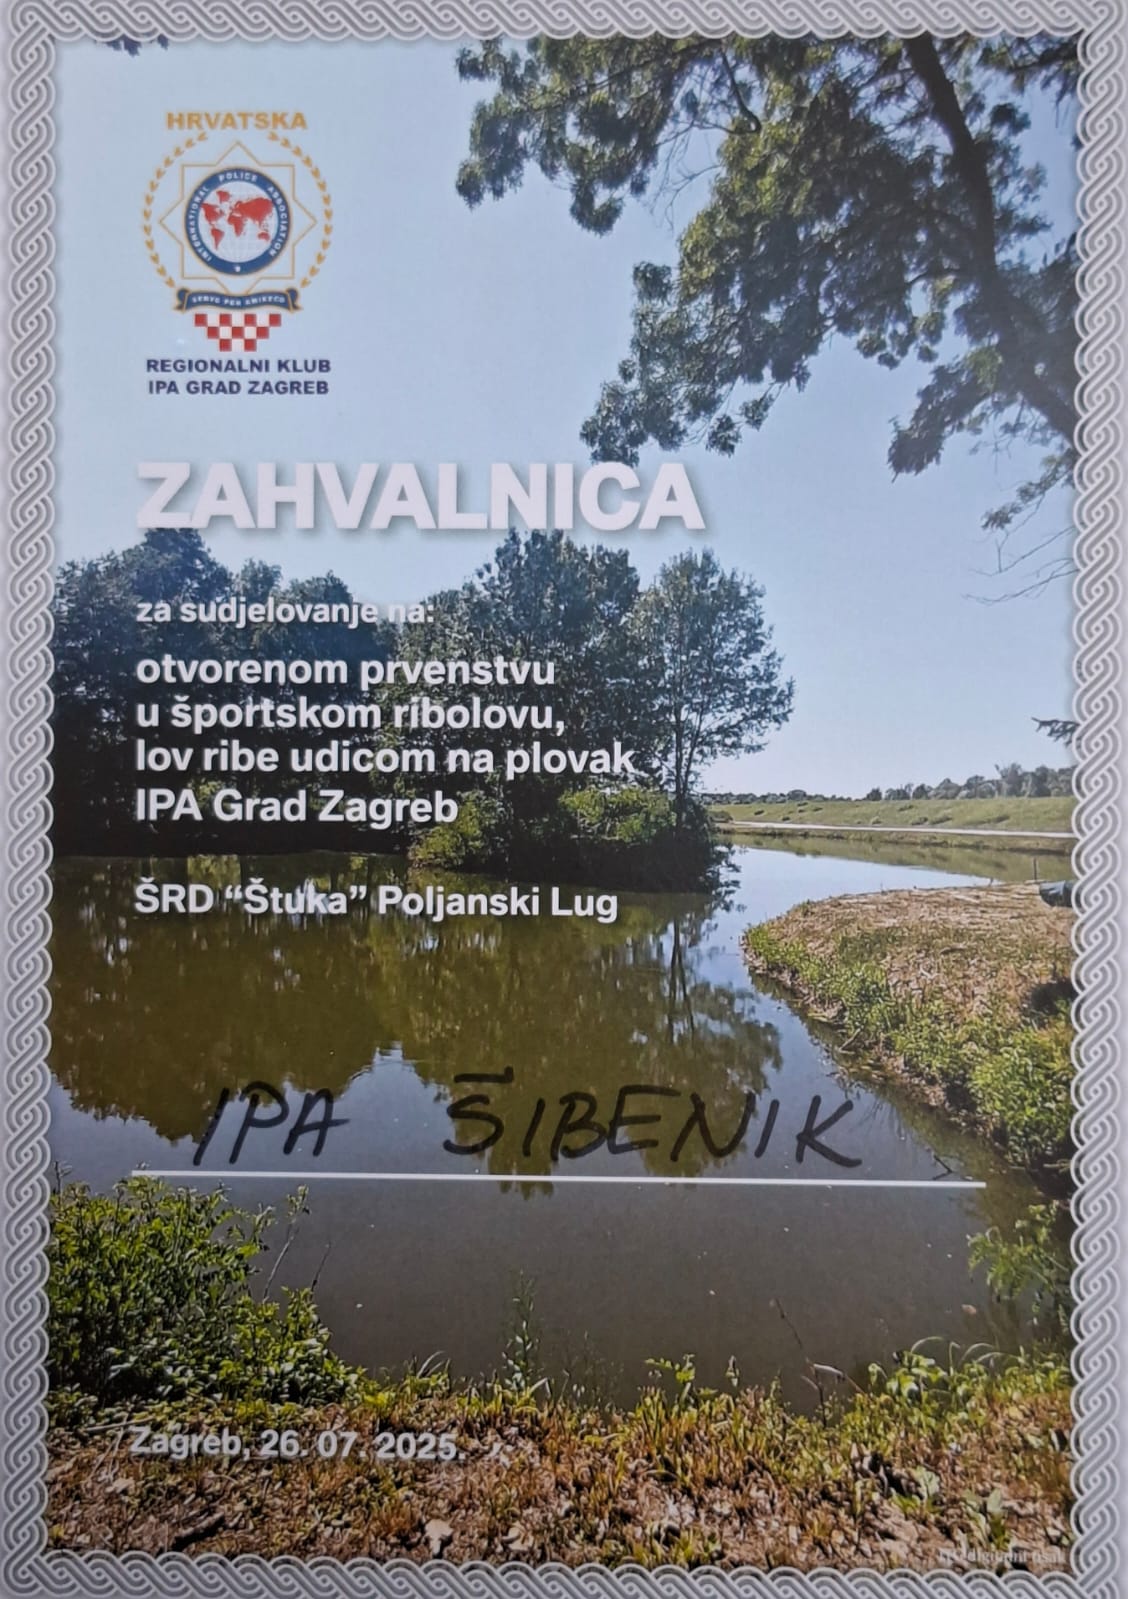 HRVATSKA
INTERNATIONAL POLICE ASSOCIATION
SERVO PER AMIKECO
REGIONALNI KLUB
IPA GRAD ZAGREB
ZAHVALNICA
za sudjelovanje na:
otvorenom prvenstvu
u športskom ribolovu,
lov ribe udicom na plovak
IPA Grad Zagreb
ŠRD “Štuka” Poljanski Lug
IPA ŠIBENIK
Zagreb, 26. 07. 2025.
digitalni tisak